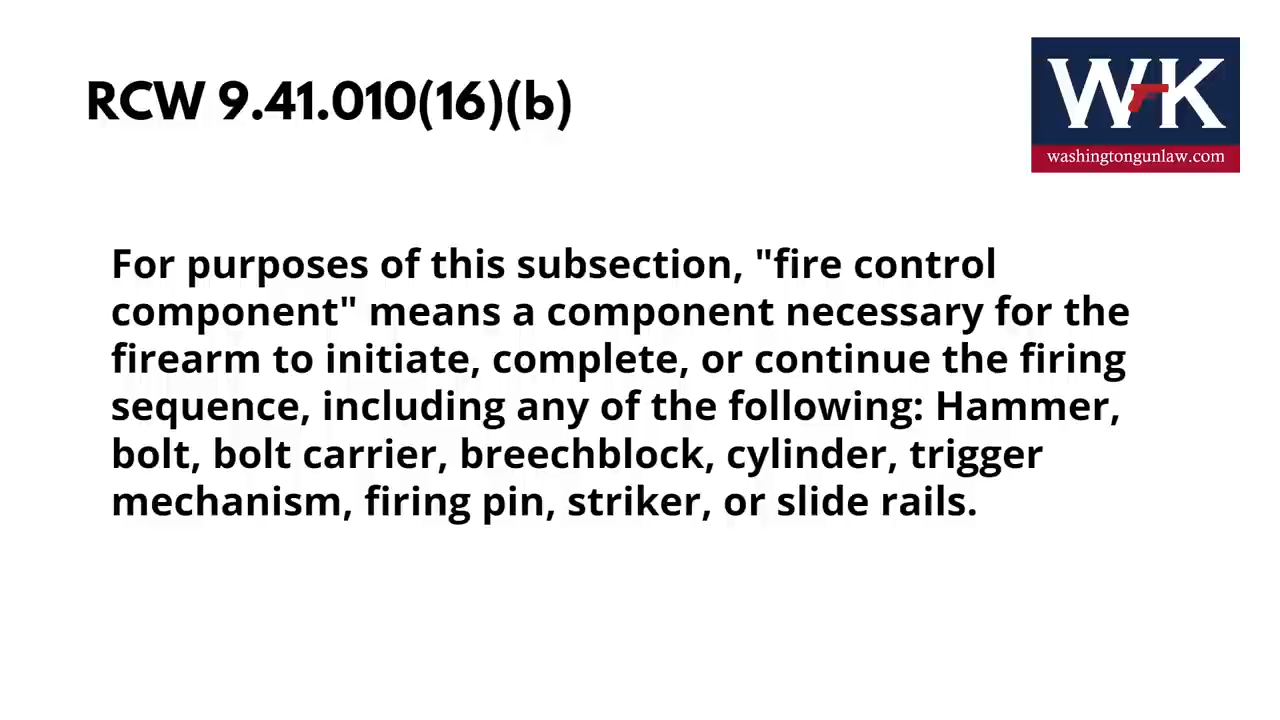 RCW 9.41.010(16)(b)
WK
washingtongunlaw.com
For purposes of this subsection, "fire control
component" means a component necessary for the
firearm to initiate, complete, or continue the firing
sequence, including any of the following: Hammer,
bolt, bolt carrier, breechblock, cylinder, trigger
mechanism, firing pin, striker, or slide rails.